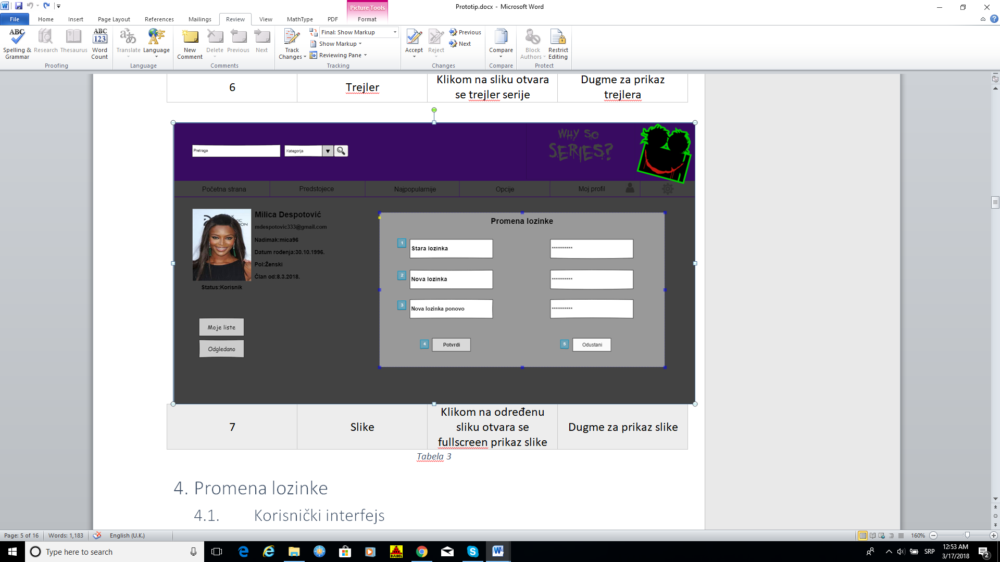 Picture Tools
Prototip.docx - Microsoft Word
File Home Insert Page Layout References Mailings Review View MathType PDF Format
Spelling & Grammar
Research
Thesaurus
Word Count
Proofing
Translate
Language
Language
New Comment
Delete
Previous
Next
Comments
Track Changes
Final: Show Markup
Show Markup
Reviewing Pane
Tracking
Accept
Reject
Previous
Next
Changes
Compare
Compare
Block Authors
Restrict Editing
Protect
6
Trejler
Klikom na sliku otvara
se trejler serije
Dugme za prikaz
trejlera
Pretraga
Kategorija
WHY SO
SERIES?
Početna strana
Predstojece
Najpopularnije
Opcije
Moj profil
Milica Despotović
mdespotovic333@gmail.com
Nadimak:mica96
Datum rođenja:30.10.1996.
Pol:Ženski
Član od:8.3.2018.
Status:Korisnik
Moje liste
Odgledano
Promena lozinke
1 Stara lozinka **********
2 Nova lozinka **********
3 Nova lozinka ponovo **********
4 Potvrdi
5 Odustani
7
Slike
Klikom na određenu
sliku otvara se
fullscreen prikaz slike
Dugme za prikaz slike
Tabela 3
4. Promena lozinke
4.1. Korisnički interfejs
Page: 5 of 16 Words: 1,183 English (U.K.) 160%
Type here to search
BABEL
SRP
12:53 AM
3/17/2018
2